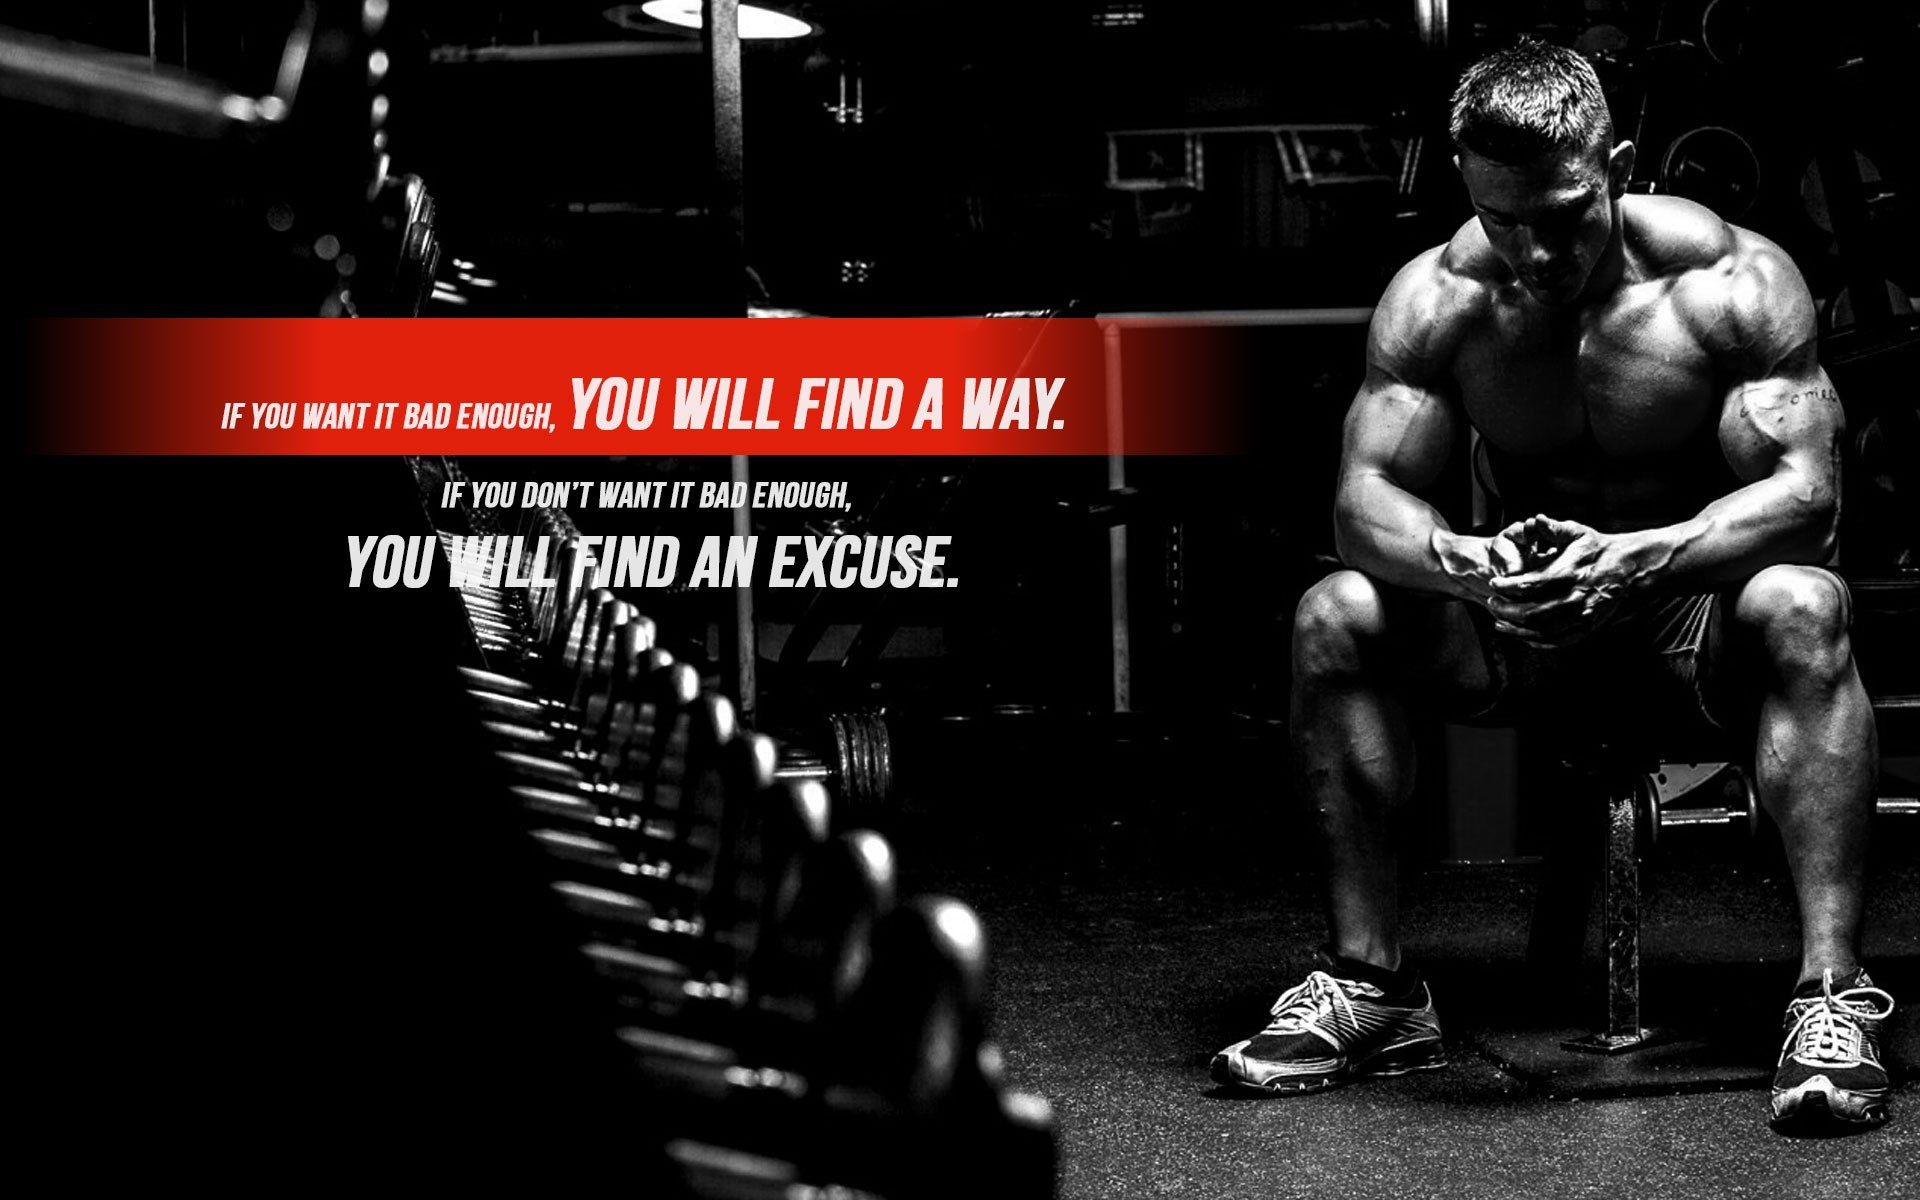 IF YOU WANT IT BAD ENOUGH, YOU WILL FIND A WAY.
IF YOU DON'T WANT IT BAD ENOUGH,
YOU WILL FIND AN EXCUSE.